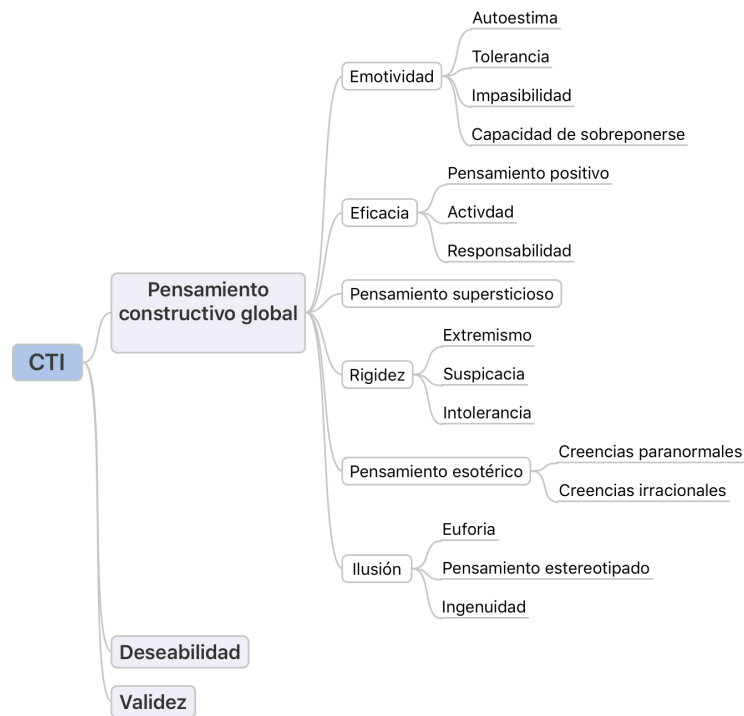 CTI
Pensamiento
constructivo global
Emotividad
Autoestima
Tolerancia
Impasibilidad
Capacidad de sobreponerse
Eficacia
Pensamiento positivo
Activdad
Responsabilidad
Pensamiento supersticioso
Rigidez
Extremismo
Suspicacia
Intolerancia
Pensamiento esotérico
Creencias paranormales
Creencias irracionales
Ilusión
Euforia
Pensamiento estereotipado
Ingenuidad
Deseabilidad
Validez